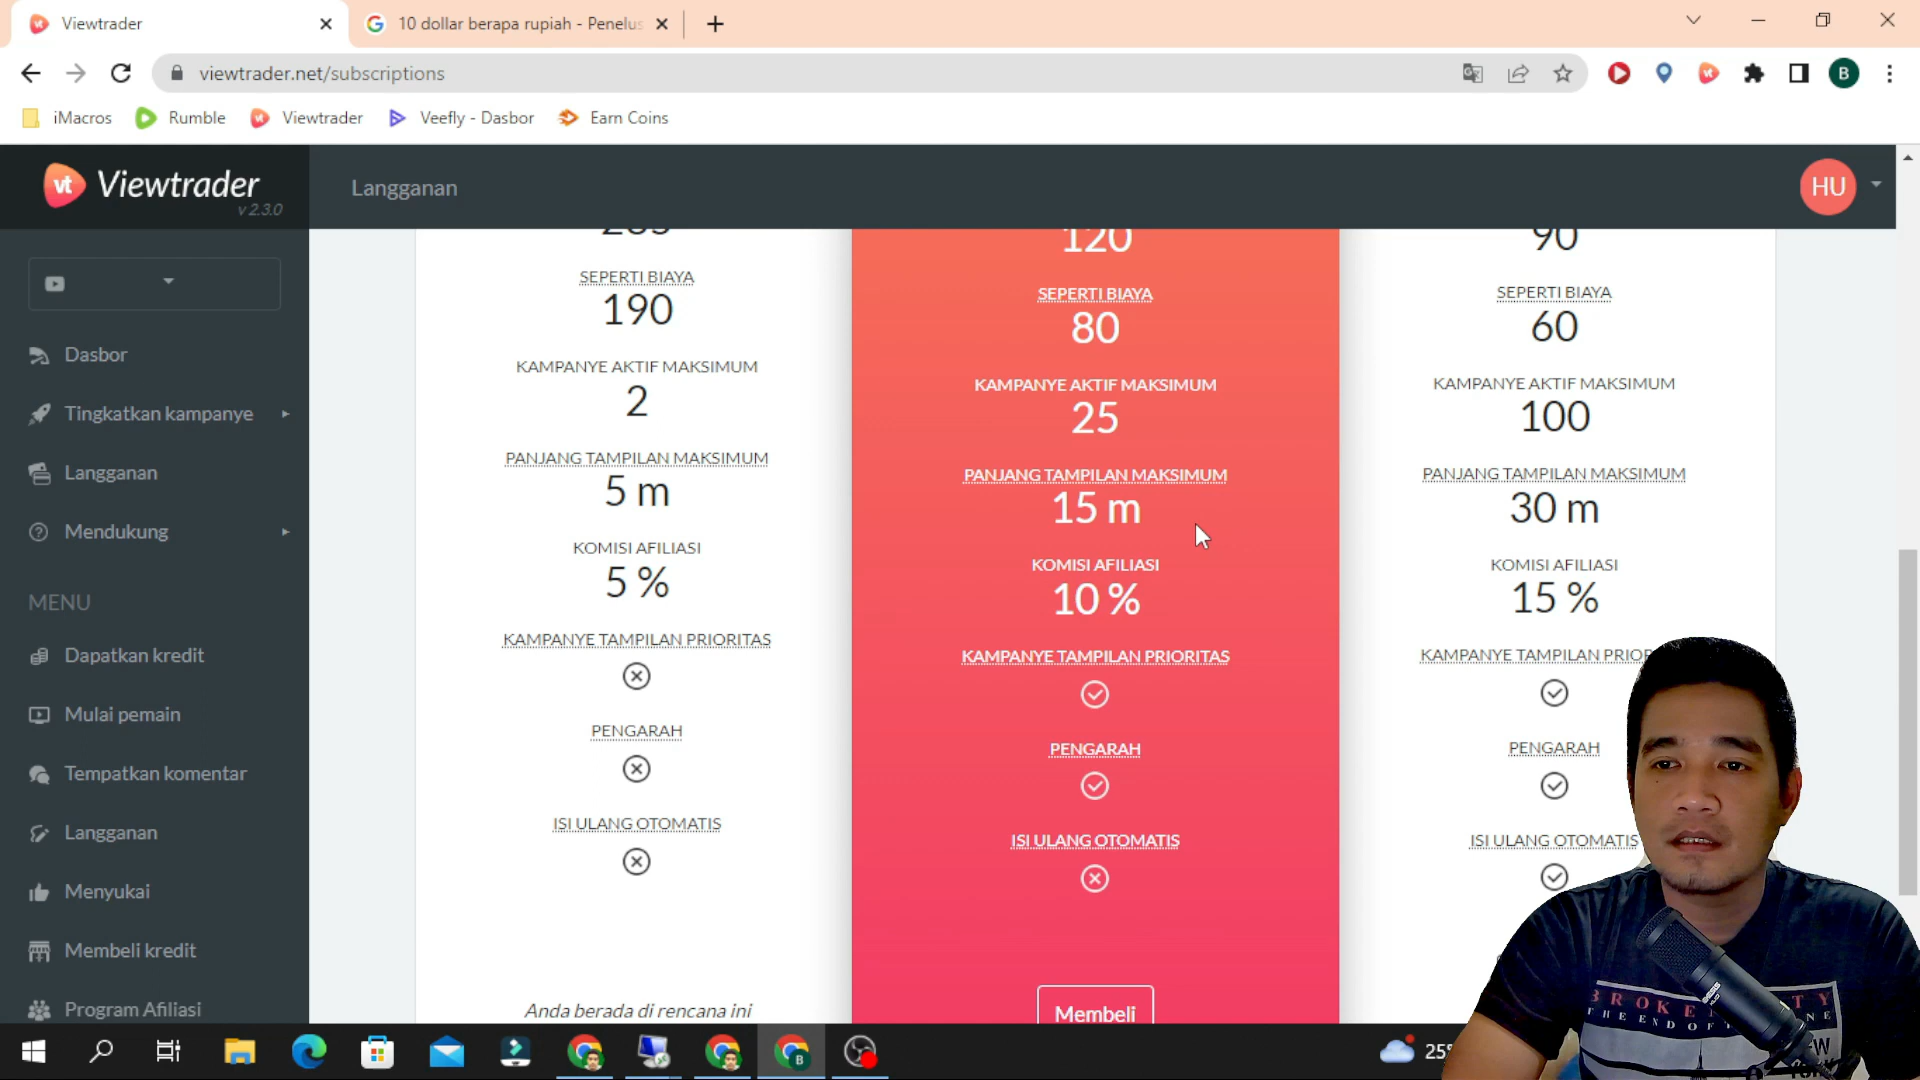 Viewtrader
10 dollar berapa rupiah - Penelus
viewtrader.net/subscriptions
B
iMacros
Rumble
Viewtrader
Veefly - Dasbor
Earn Coins
vt Viewtrader
v 2.3.0
Langganan
HU
Dasbor
Tingkatkan kampanye
Langganan
Mendukung
MENU
Dapatkan kredit
Mulai pemain
Tempatkan komentar
Langganan
Menyukai
Membeli kredit
Program Afiliasi
SEPERTI BIAYA
190
KAMPANYE AKTIF MAKSIMUM
2
PANJANG TAMPILAN MAKSIMUM
5 m
KOMISI AFILIASI
5 %
KAMPANYE TAMPILAN PRIORITAS
PENGARAH
ISI ULANG OTOMATIS
Anda berada di rencana ini
120
SEPERTI BIAYA
80
KAMPANYE AKTIF MAKSIMUM
25
PANJANG TAMPILAN MAKSIMUM
15 m
KOMISI AFILIASI
10 %
KAMPANYE TAMPILAN PRIORITAS
PENGARAH
ISI ULANG OTOMATIS
Membeli
90
SEPERTI BIAYA
60
KAMPANYE AKTIF MAKSIMUM
100
PANJANG TAMPILAN MAKSIMUM
30 m
KOMISI AFILIASI
15 %
KAMPANYE TAMPILAN PRIOR
PENGARAH
ISI ULANG OTOMATIS
25°